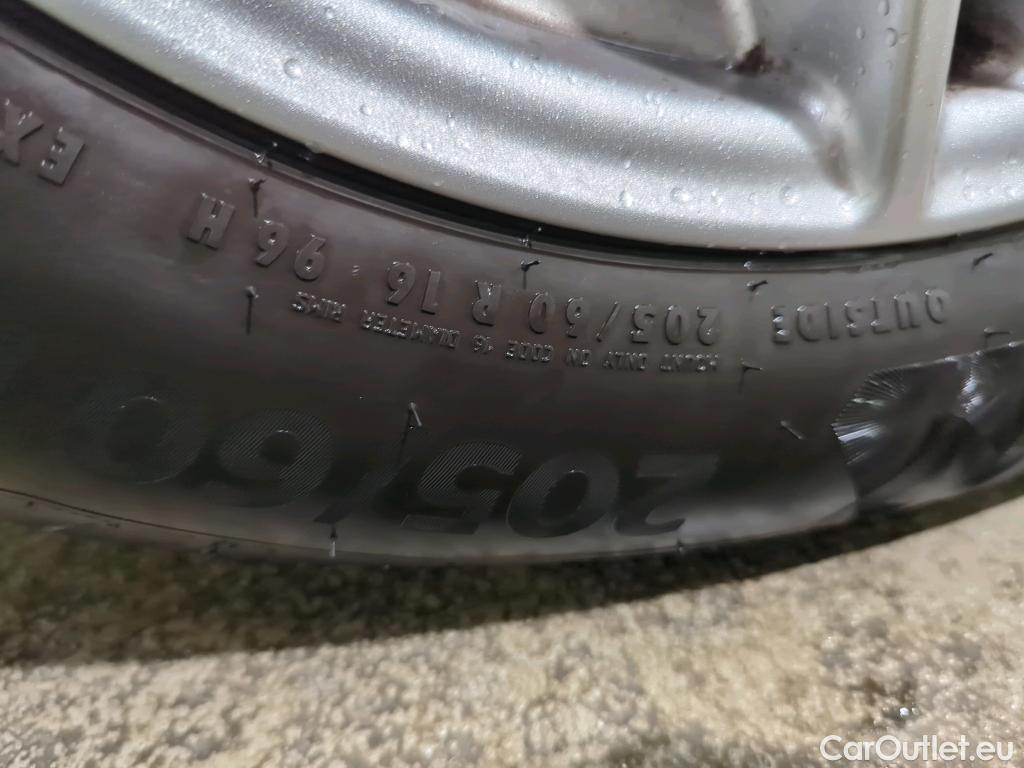 OUTSIDE 205/60 R 16 96 H EX
MOUNT ONLY ON CODE 16 DIAMETER RIMS
205/60
CarOutlet.eu